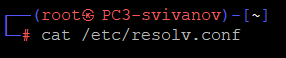 ┌──(root㉿ PC3-svivanov)-[~]
└─# cat /etc/resolv.conf